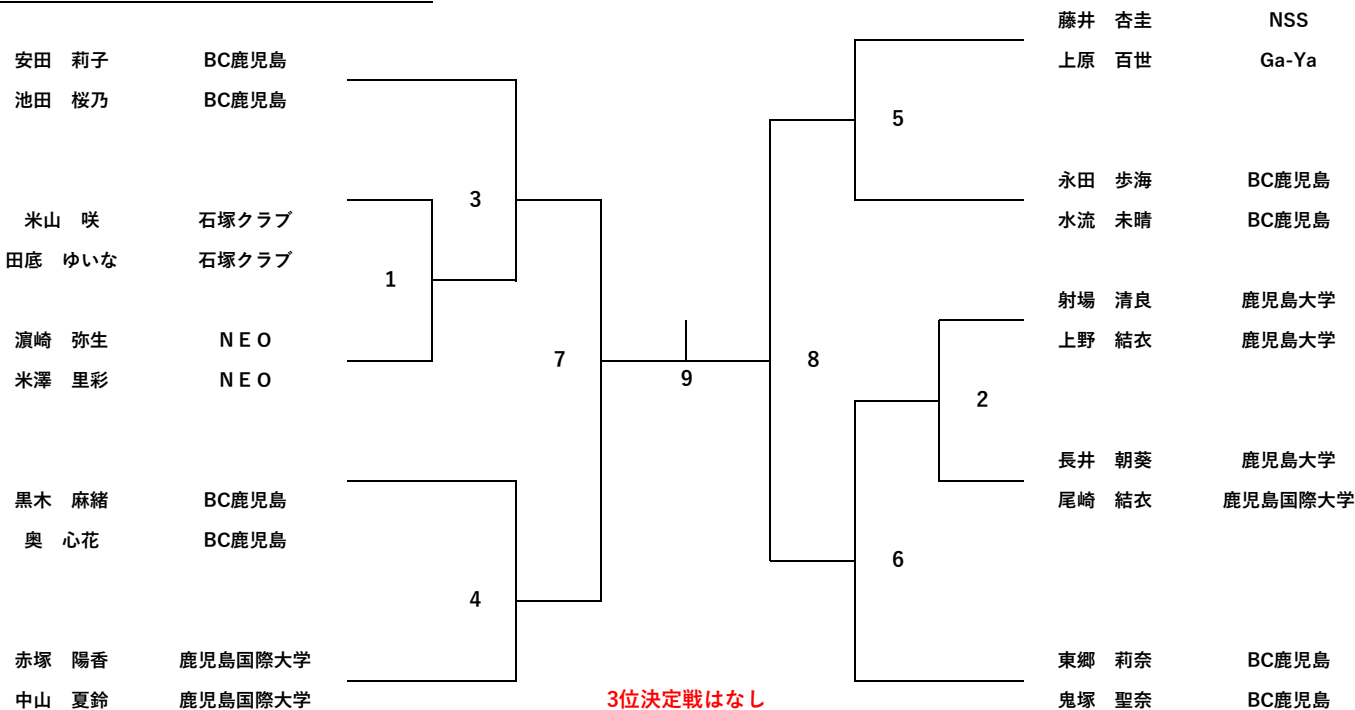 安田　莉子　BC鹿児島
池田　桜乃　BC鹿児島
米山　咲　石塚クラブ
田底　ゆいな　石塚クラブ
濵崎　弥生　ＮＥＯ
米澤　里彩　ＮＥＯ
黒木　麻緒　BC鹿児島
奥　心花　BC鹿児島
赤塚　陽香　鹿児島国際大学
中山　夏鈴　鹿児島国際大学
3
1
7
4
9
3位決定戦はなし
5
8
2
6
藤井　杏圭　NSS
上原　百世　Ga-Ya
永田　歩海　BC鹿児島
水流　未晴　BC鹿児島
射場　清良　鹿児島大学
上野　結衣　鹿児島大学
長井　朝葵　鹿児島大学
尾崎　結衣　鹿児島国際大学
東郷　莉奈　BC鹿児島
鬼塚　聖奈　BC鹿児島